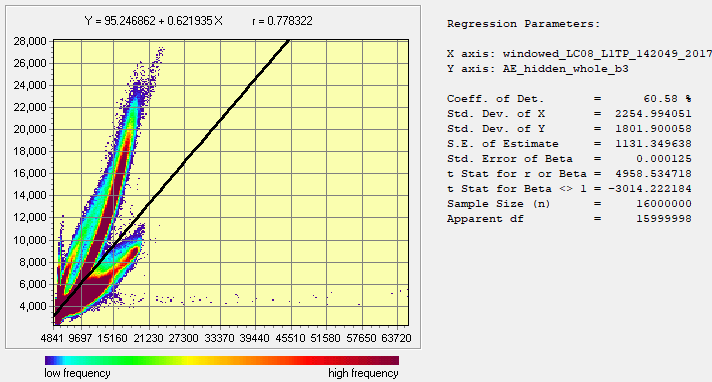 Y = 95.246862 + 0.621935 X r = 0.778322
28,000
26,000
24,000
22,000
20,000
18,000
16,000
14,000
12,000
10,000
8,000
6,000
4,000
4841 9697 15160 21230 27300 33370 39440 45510 51580 57650 63720
low frequency high frequency
Regression Parameters:
X axis: windowed_LC08_L1TP_142049_2017
Y axis: AE_hidden_whole_b3
Coeff. of Det. = 60.58 %
Std. Dev. of X = 2254.994051
Std. Dev. of Y = 1801.900058
S.E. of Estimate = 1131.349638
Std. Error of Beta = 0.000125
t Stat for r or Beta = 4958.534718
t Stat for Beta <> 1 = -3014.222184
Sample Size (n) = 16000000
Apparent df = 15999998